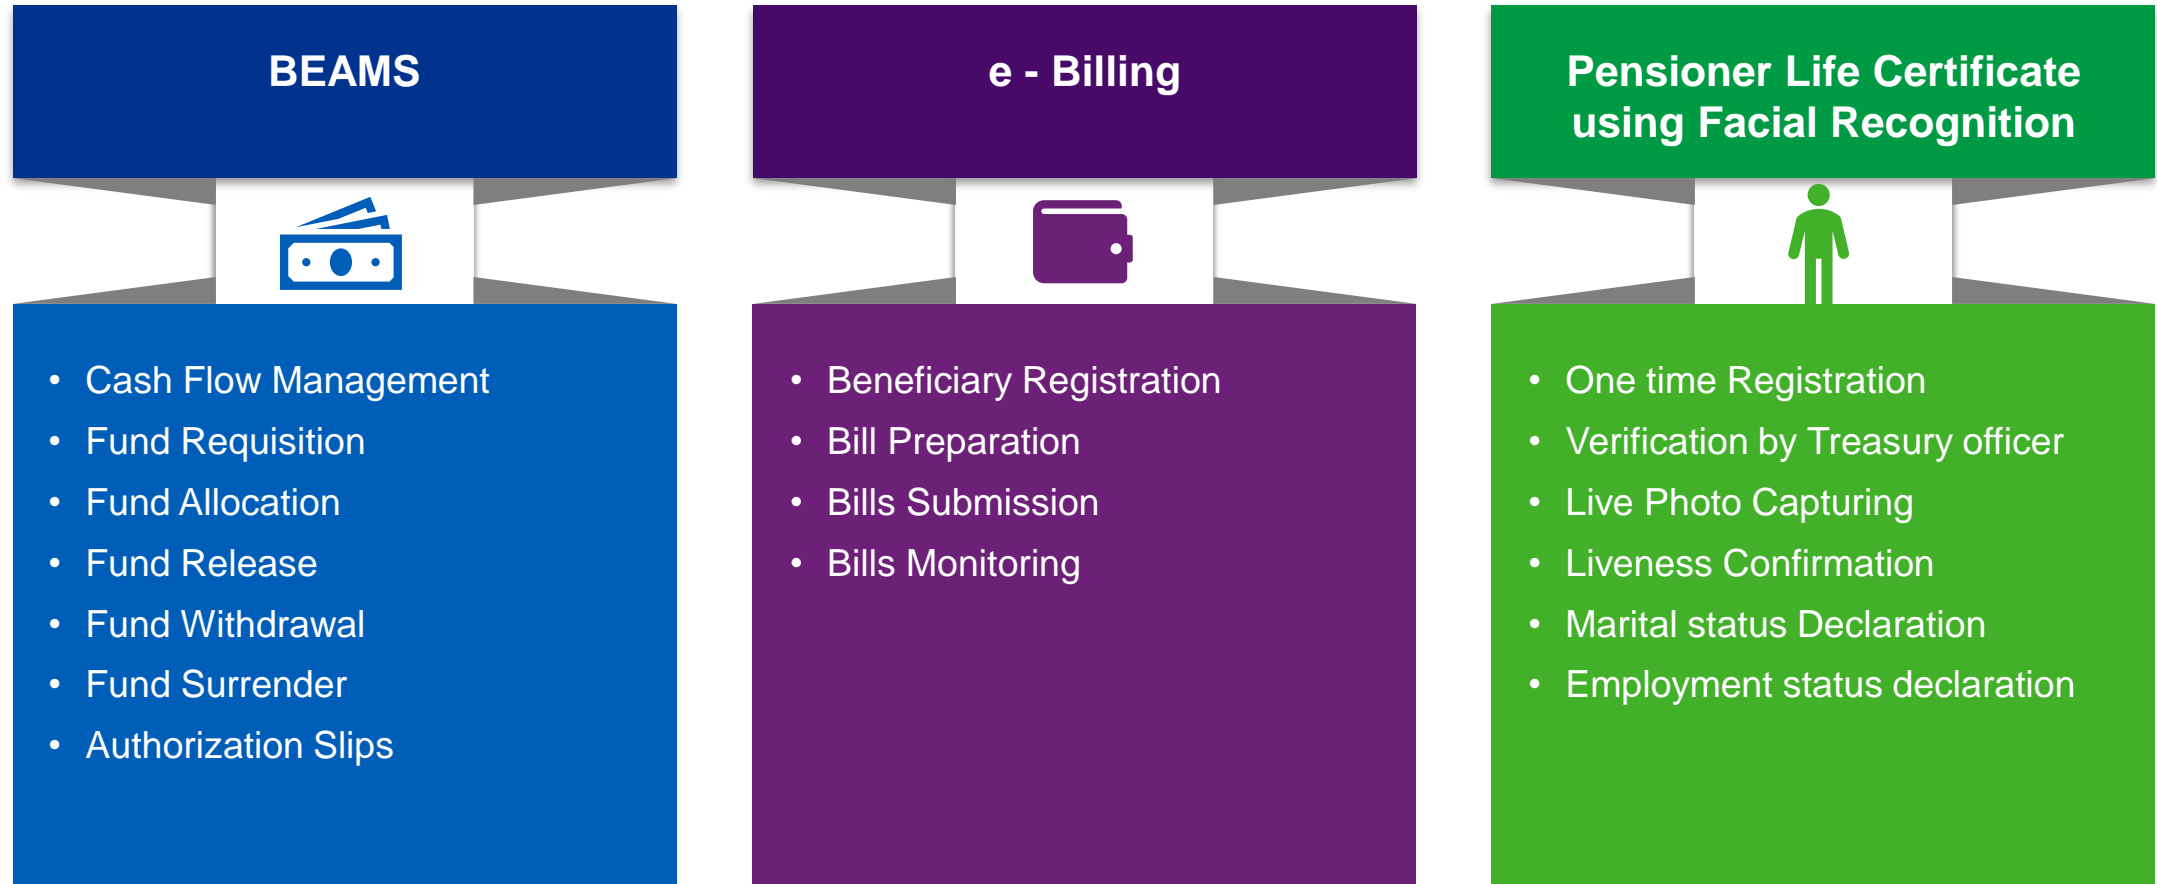 BEAMS
• Cash Flow Management
• Fund Requisition
• Fund Allocation
• Fund Release
• Fund Withdrawal
• Fund Surrender
• Authorization Slips
e - Billing
• Beneficiary Registration
• Bill Preparation
• Bills Submission
• Bills Monitoring
Pensioner Life Certificate
using Facial Recognition
• One time Registration
• Verification by Treasury officer
• Live Photo Capturing
• Liveness Confirmation
• Marital status Declaration
• Employment status declaration